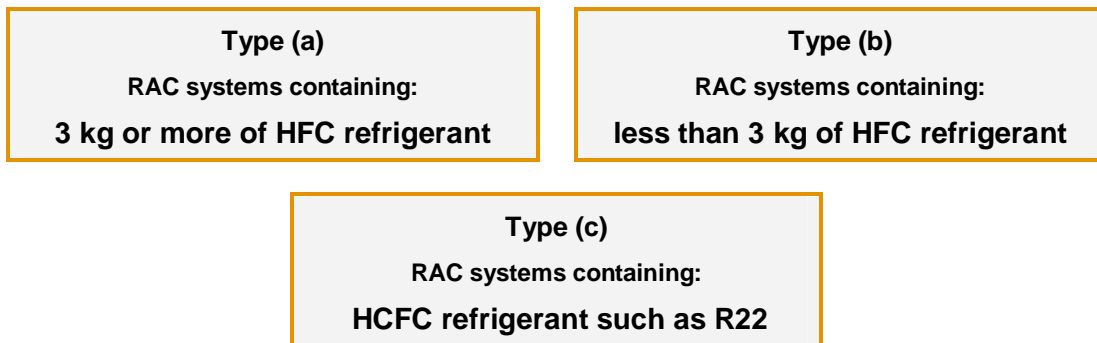 Type (a)
RAC systems containing:
3 kg or more of HFC refrigerant
Type (b)
RAC systems containing:
less than 3 kg of HFC refrigerant
Type (c)
RAC systems containing:
HCFC refrigerant such as R22